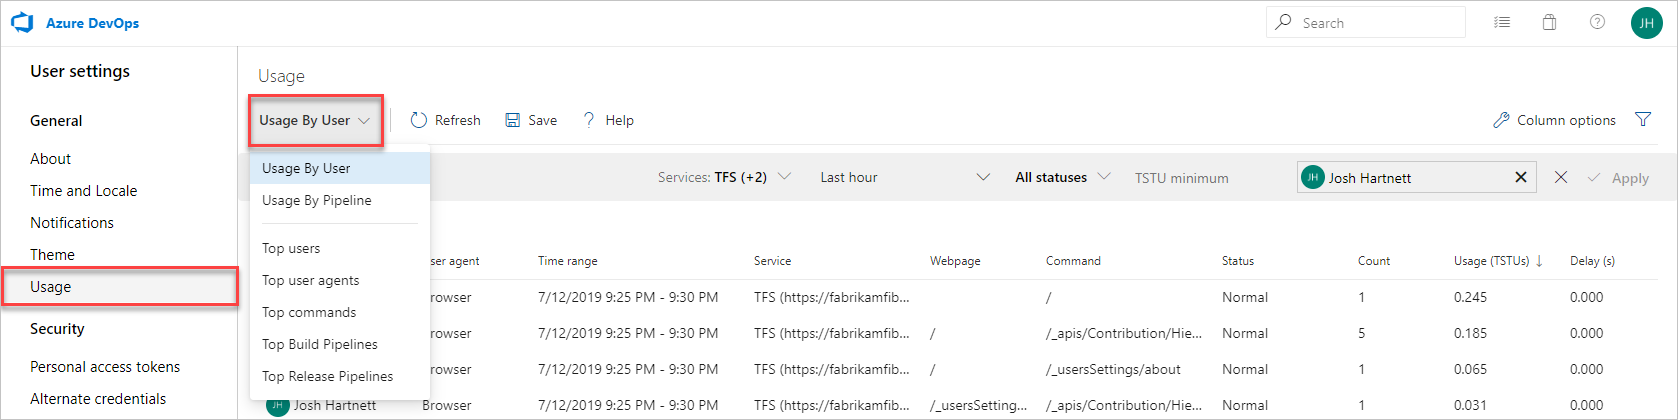 Azure DevOps
Search
JH
User settings
General
About
Time and Locale
Notifications
Theme
Usage
Security
Personal access tokens
Alternate credentials
Usage
Usage By User
Refresh
Save
? Help
Column options
Usage By User
Usage By Pipeline
Top users
Top user agents
Top commands
Top Build Pipelines
Top Release Pipelines
Services: TFS (+2)
Last hour
All statuses
TSTU minimum
JH Josh Hartnett
Apply
ser agent Time range Service Webpage Command Status Count Usage (TSTUs) ↓ Delay (s)
rowser 7/12/2019 9:25 PM - 9:30 PM TFS (https://fabrikamfib... / Normal 1 0.245 0.000
rowser 7/12/2019 9:25 PM - 9:30 PM TFS (https://fabrikamfib... / /_apis/Contribution/Hie... Normal 5 0.185 0.000
rowser 7/12/2019 9:25 PM - 9:30 PM TFS (https://fabrikamfib... / /_usersSettings/about Normal 1 0.065 0.000
JH Josh Hartnett Browser 7/12/2019 9:25 PM - 9:30 PM TFS (https://fabrikamfib... /_usersSetting... /_apis/Contribution/Hie... Normal 1 0.031 0.000